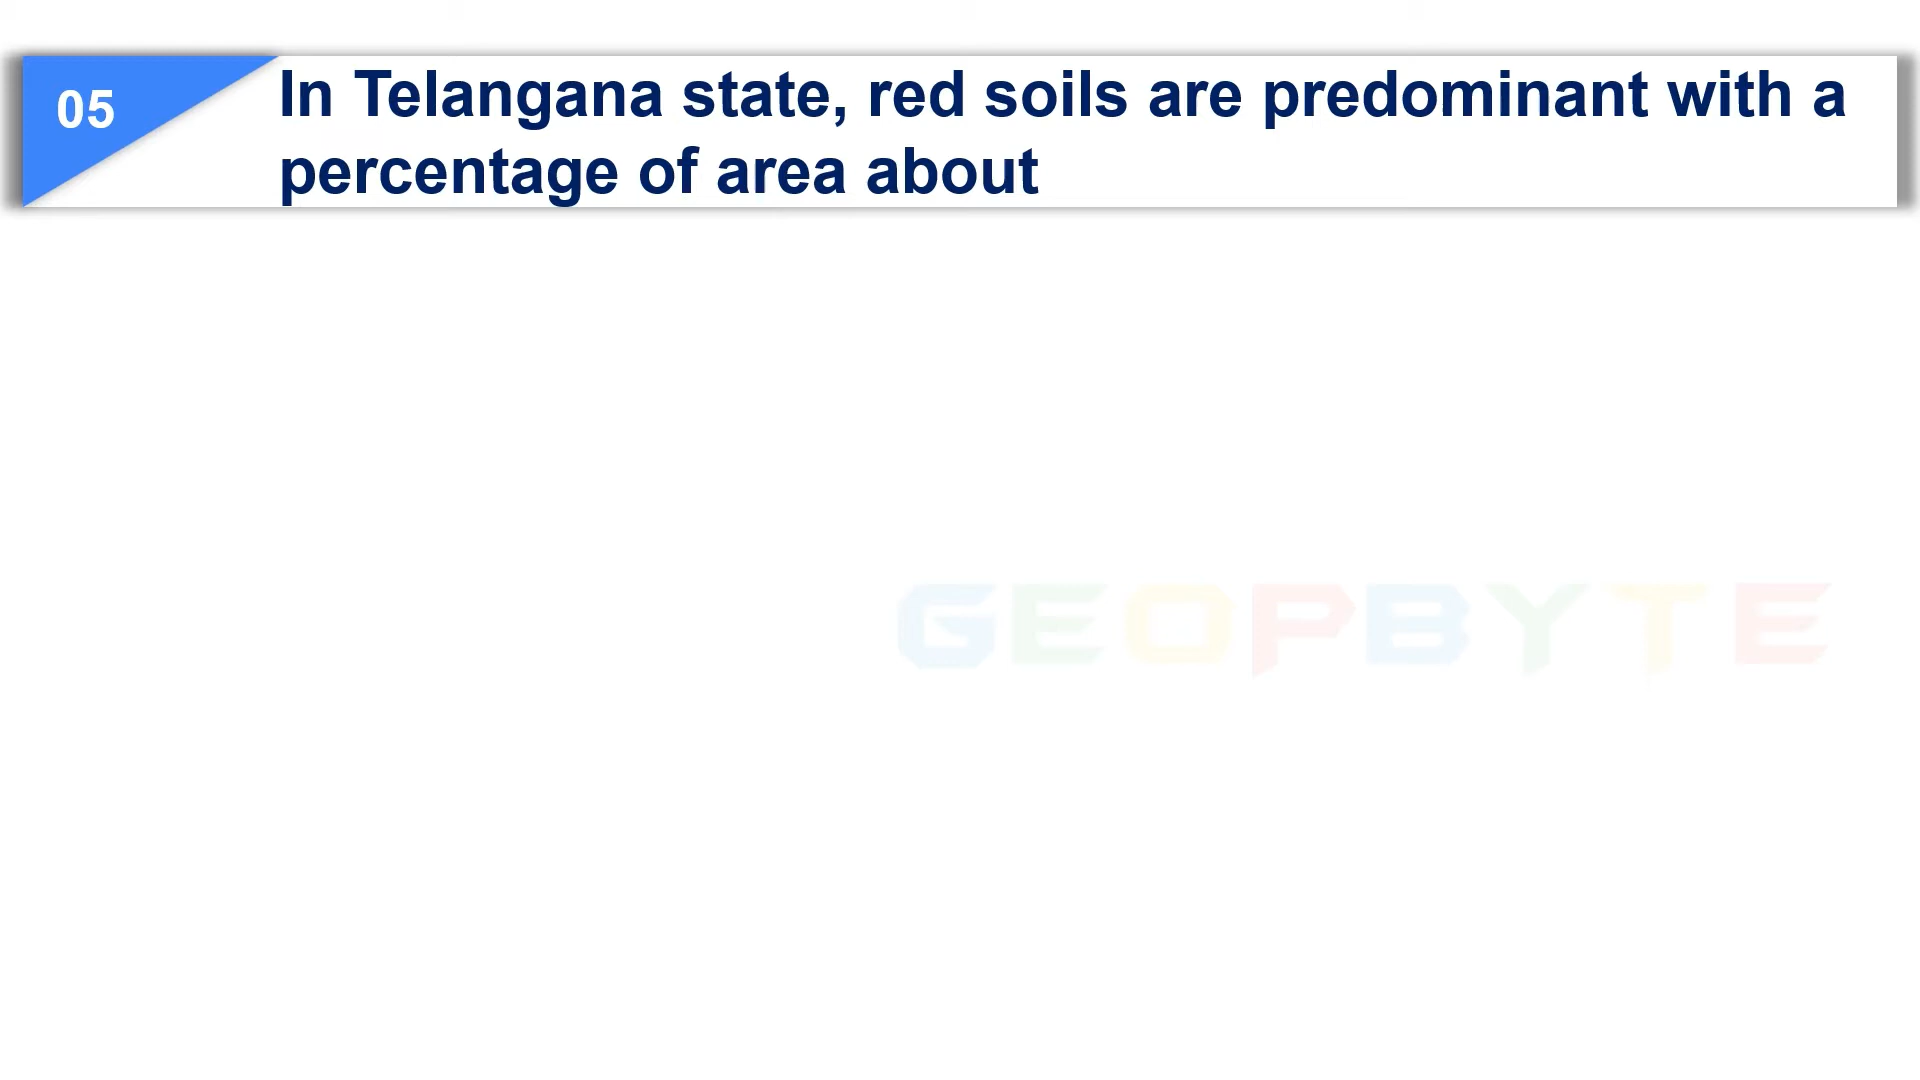 05
In Telangana state, red soils are predominant with a
percentage of area about
GEOPBYTE